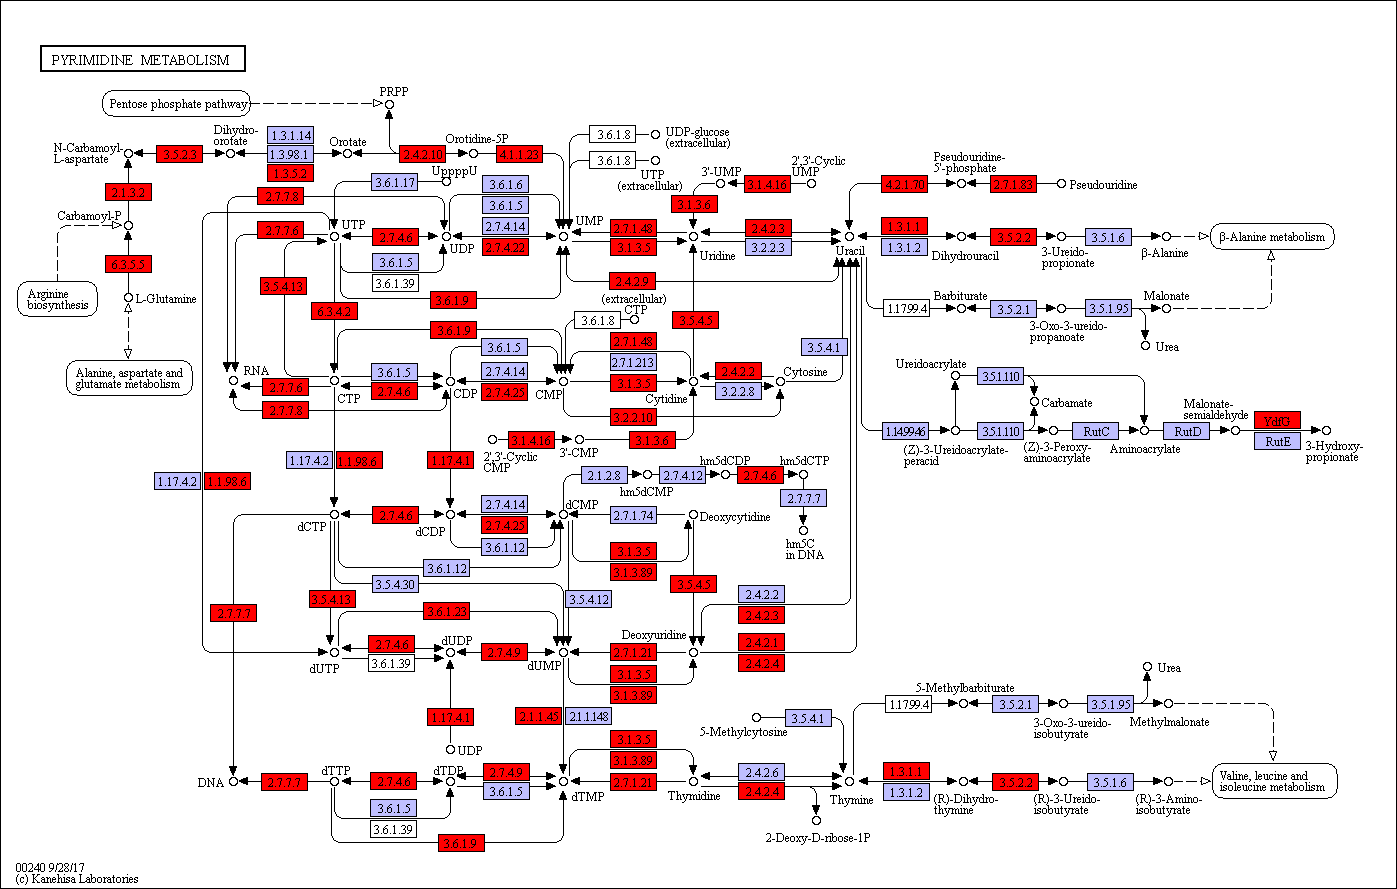 PYRIMIDINE METABOLISM
Pentose phosphate pathway
PRPP
N-Carbamoyl-
L-aspartate
3.5.2.3
Dihydro-
orotate
1.3.1.14
1.3.98.1
1.3.5.2
Orotate
2.4.2.10
Orotidine-5P
4.1.1.23
3.6.1.8
UDP-glucose
(extracellular)
3.6.1.8
UTP
(extracellular)
2.1.3.2
Carbamoyl-P
6.3.5.5
L-Glutamine
Arginine
biosynthesis
Alanine, aspartate and
glutamate metabolism
UppppU
3.6.1.17
2.7.7.8
2.7.7.6
UTP
2.7.4.6
3.6.1.5
3.6.1.39
UDP
3.6.1.6
3.6.1.5
2.7.4.14
2.7.4.22
UMP
2.7.1.48
3.1.3.5
3'-UMP
3.1.4.16
2',3'-Cyclic
UMP
3.1.3.6
Uridine
2.4.2.3
3.2.2.3
Uracil
Pseudouridine-
5'-phosphate
4.2.1.70
2.7.1.83
Pseudouridine
1.3.1.1
1.3.1.2
Dihydrouracil
3.5.2.2
3-Ureido-
propionate
3.5.1.6
β-Alanine
β-Alanine metabolism
3.5.4.13
6.3.4.2
3.6.1.9
2.4.2.9
(extracellular)
CTP
3.6.1.8
3.5.4.5
1.1.799.4
Barbiturate
3.5.2.1
3-Oxo-3-ureido-
propanoate
3.5.1.95
Malonate
Urea
3.6.1.9
3.6.1.5
2.7.1.48
2.7.1.213
3.1.3.5
3.5.4.1
RNA
2.7.7.6
2.7.7.8
CTP
3.6.1.5
2.7.4.6
CDP
2.7.4.14
2.7.4.25
CMP
3.2.2.10
Cytidine
2.4.2.2
3.2.2.8
Cytosine
Ureidoacrylate
3.5.1.110
Carbamate
1.14.99.46
(Z)-3-Ureidoacrylate-
peracid
3.5.1.110
(Z)-3-Peroxy-
aminoacrylate
RutC
Aminoacrylate
RutD
Malonate-
semialdehyde
YdfG
RutE
3-Hydroxy-
propionate
2',3'-Cyclic
CMP
3.1.4.16
3'-CMP
3.1.3.6
1.17.4.2
1.1.98.6
1.17.4.2
1.1.98.6
1.17.4.1
2.1.2.8
hm5dCMP
2.7.4.12
hm5dCDP
2.7.4.6
hm5dCTP
2.7.7.7
hm5C
in DNA
dCTP
2.7.4.6
dCDP
2.7.4.14
2.7.4.25
3.6.1.12
dCMP
2.7.1.74
Deoxycytidine
3.1.3.5
3.1.3.89
3.6.1.12
3.5.4.30
3.5.4.5
2.7.7.7
3.5.4.13
3.6.1.23
3.5.4.12
2.4.2.2
2.4.2.3
dUTP
2.7.4.6
3.6.1.39
dUDP
2.7.4.9
dUMP
2.7.1.21
3.1.3.5
3.1.3.89
Deoxyuridine
2.4.2.1
2.4.2.4
1.17.4.1
UDP
2.1.1.45
2.1.1.148
5-Methylcytosine
3.5.4.1
1.1.799.4
5-Methylbarbiturate
3.5.2.1
3-Oxo-3-ureido-
isobutyrate
3.5.1.95
Urea
Methylmalonate
DNA
2.7.7.7
dTTP
2.7.4.6
3.6.1.5
3.6.1.39
3.6.1.9
dTDP
2.7.4.9
3.6.1.5
dTMP
3.1.3.5
3.1.3.89
2.7.1.21
Thymidine
2.4.2.6
2.4.2.4
2-Deoxy-D-ribose-1P
Thymine
1.3.1.1
1.3.1.2
(R)-Dihydro-
thymine
3.5.2.2
(R)-3-Ureido-
isobutyrate
3.5.1.6
(R)-3-Amino-
isobutyrate
Valine, leucine and
isoleucine metabolism
00240 9/28/17
(c) Kanehisa Laboratories